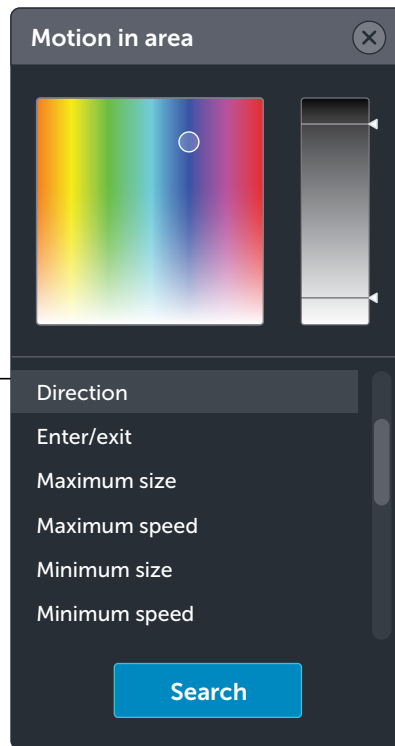 Motion in area
Direction
Enter/exit
Maximum size
Maximum speed
Minimum size
Minimum speed
Search